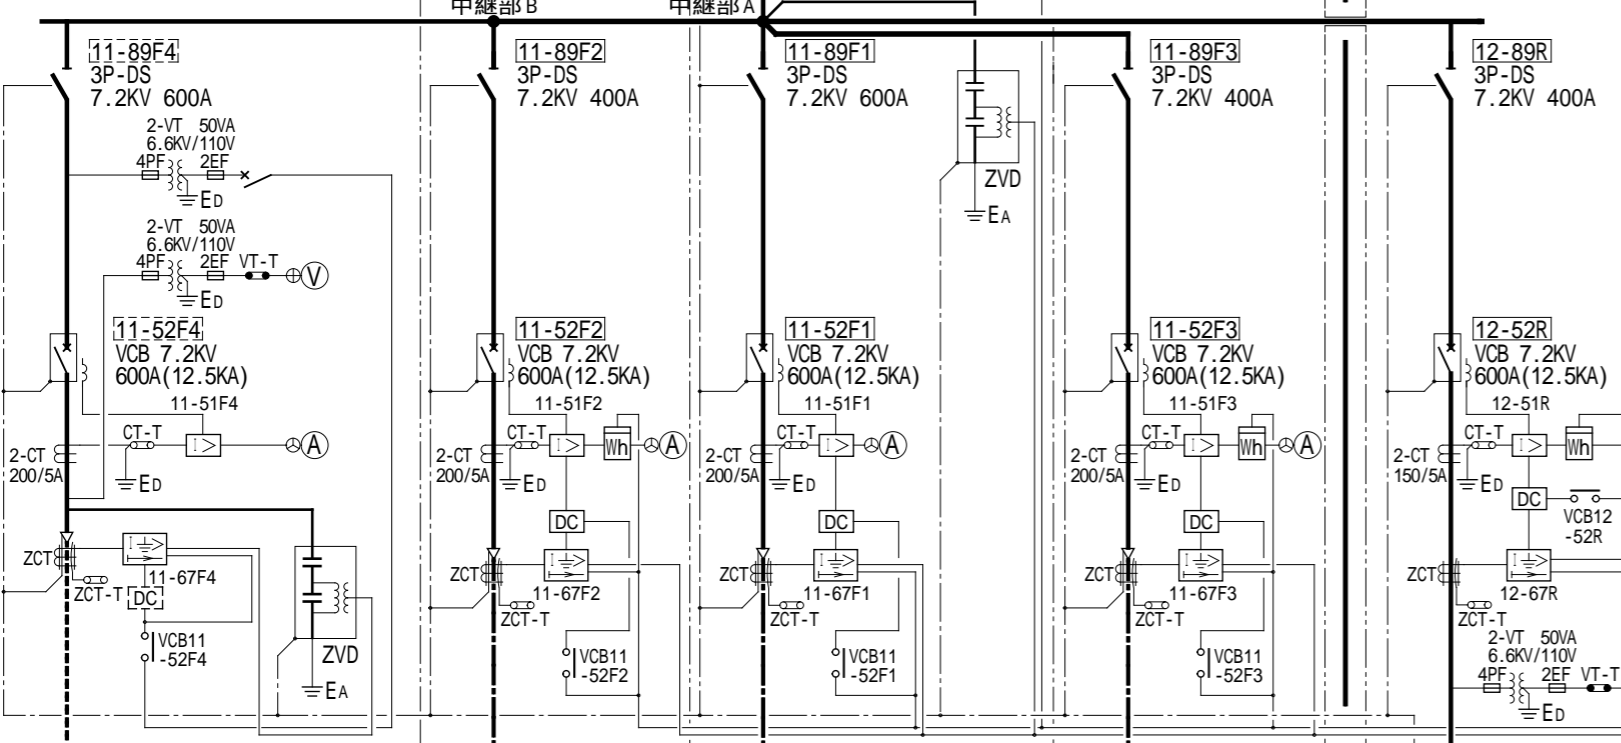 中継部B
中継部A
11-89F4
3P-DS
7.2KV 600A
2-VT 50VA
6.6KV/110V
4PF 2EF
ED
2-VT 50VA
6.6KV/110V
4PF 2EF VT-T V
ED
11-52F4
VCB 7.2KV
600A(12.5KA)
11-51F4
CT-T I> A
2-CT
200/5A
ED
ZCT
I
11-67F4
ZCT-T
DC
VCB11
-52F4
ZVD
EA
11-89F2
3P-DS
7.2KV 400A
11-52F2
VCB 7.2KV
600A(12.5KA)
11-51F2
CT-T I> Wh A
2-CT
200/5A
ED
DC
ZCT
I
11-67F2
ZCT-T
VCB11
-52F2
11-89F1
3P-DS
7.2KV 600A
ZVD
EA
11-52F1
VCB 7.2KV
600A(12.5KA)
11-51F1
CT-T I> A
2-CT
200/5A
ED
DC
ZCT
I
11-67F1
ZCT-T
VCB11
-52F1
11-89F3
3P-DS
7.2KV 400A
11-52F3
VCB 7.2KV
600A(12.5KA)
11-51F3
CT-T I> Wh A
2-CT
200/5A
ED
DC
ZCT
I
11-67F3
ZCT-T
VCB11
-52F3
12-89R
3P-DS
7.2KV 400A
12-52R
VCB 7.2KV
600A(12.5KA)
12-51R
CT-T I> Wh
2-CT
150/5A
ED
DC
VCB12
-52R
ZCT
I
12-67R
ZCT-T
2-VT 50VA
6.6KV/110V
4PF 2EF VT-T
ED